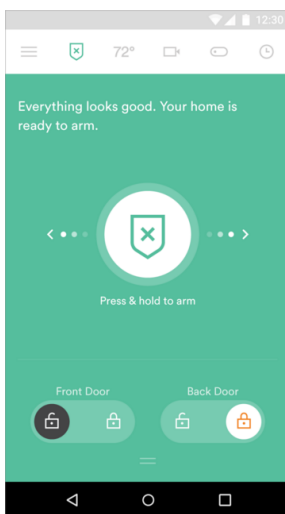 12:30
72°
Everything looks good. Your home is
ready to arm.
Press & hold to arm
Front Door
Back Door